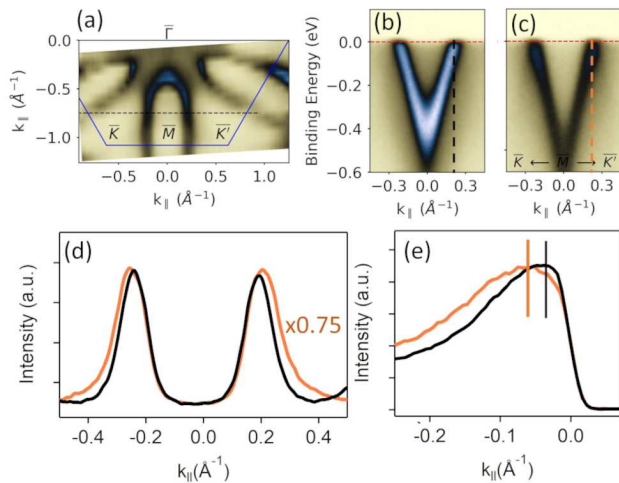 (a)
Γ̅
k∥ (Å⁻¹)
0.0
−0.5
−1.0
K̅ M̅ K̅'
−0.5 0.0 0.5 1.0
k∥ (Å⁻¹)
(b)
Binding Energy (eV)
0.0
−0.2
−0.4
−0.6
−0.3 0.0 0.3
k∥ (Å⁻¹)
(c)
K̅ ← M̅ → K̅'
−0.3 0.0 0.3
k∥ (Å⁻¹)
(d)
Intensity (a.u.)
x0.75
-0.4 -0.2 0.0 0.2 0.4
k∥(Å⁻¹)
(e)
Intensity (a.u.)
-0.2 -0.1 0.0
k∥(Å⁻¹)